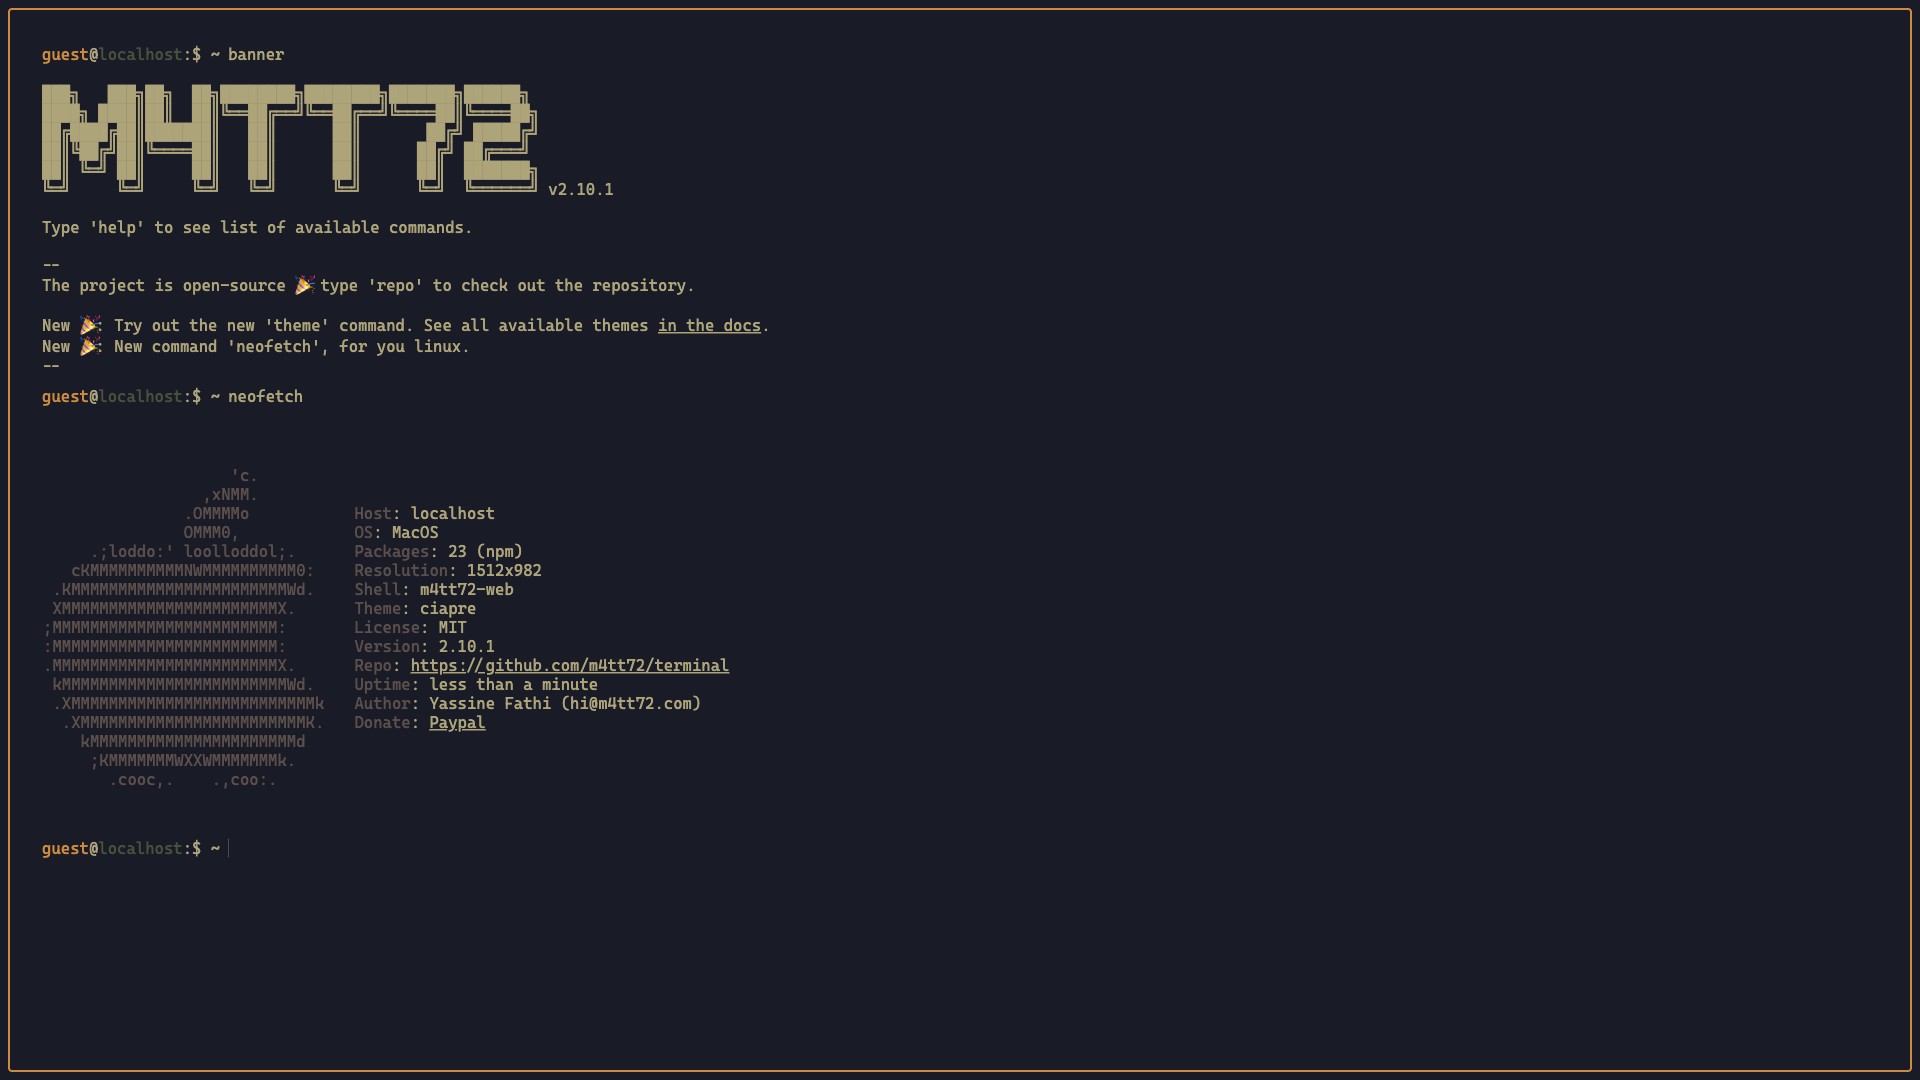 guest@localhost:$ ~ banner
M4TT72 v2.10.1
Type 'help' to see list of available commands.
--
The project is open-source 🎉 type 'repo' to check out the repository.
New 🎉: Try out the new 'theme' command. See all available themes in the docs.
New 🎉: New command 'neofetch', for you linux.
--
guest@localhost:$ ~ neofetch
'c.
,xNMM.
.OMMMMo Host: localhost
OMMM0, OS: MacOS
.;loddo:' loolloddol;. Packages: 23 (npm)
cKMMMMMMMMMMNWMMMMMMMMMM0: Resolution: 1512x982
.KMMMMMMMMMMMMMMMMMMMMMMMWd. Shell: m4tt72-web
XMMMMMMMMMMMMMMMMMMMMMMMX. Theme: ciapre
;MMMMMMMMMMMMMMMMMMMMMMMM: License: MIT
:MMMMMMMMMMMMMMMMMMMMMMMM: Version: 2.10.1
.MMMMMMMMMMMMMMMMMMMMMMMMX. Repo: https://github.com/m4tt72/terminal
kMMMMMMMMMMMMMMMMMMMMMMMMWd. Uptime: less than a minute
.XMMMMMMMMMMMMMMMMMMMMMMMMMMk Author: Yassine Fathi (hi@m4tt72.com)
.XMMMMMMMMMMMMMMMMMMMMMMMMK. Donate: Paypal
kMMMMMMMMMMMMMMMMMMMMMMd
;KMMMMMMMWXXWMMMMMMMk.
.cooc,.    .,coo:.
guest@localhost:$ ~